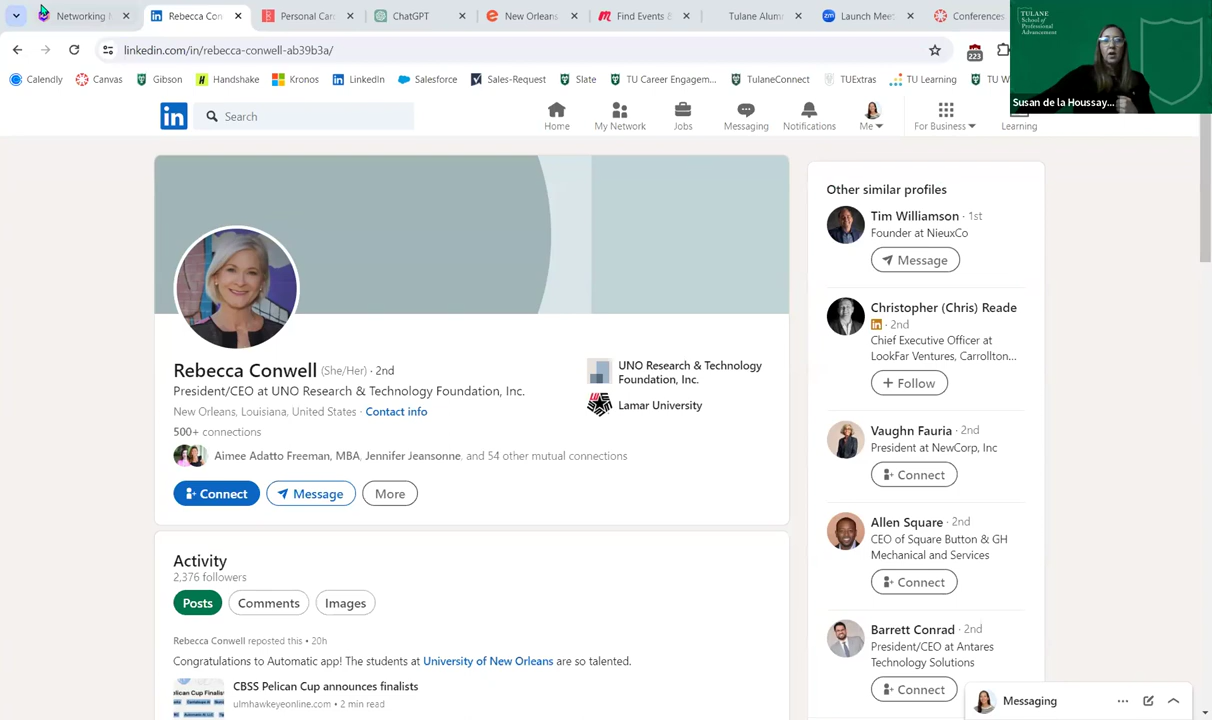 Networking
Rebecca Con
Personal
ChatGPT
New Orleans
Find Events &
Tulane Alum
Launch Mee
Conferences
linkedin.com/in/rebecca-conwell-ab39b3a/
223
Calendly
Canvas
Gibson
Handshake
Kronos
LinkedIn
Salesforce
Sales-Request
Slate
TU Career Engagem...
TulaneConnect
TUExtras
TU Learning
TU W
TULANE
School of
Professional
Advancement
Susan de la Houssay...
in
Search
Home
My Network
Jobs
Messaging
Notifications
Me
For Business
Learning
Rebecca Conwell (She/Her) · 2nd
President/CEO at UNO Research & Technology Foundation, Inc.
New Orleans, Louisiana, United States · Contact info
500+ connections
Aimee Adatto Freeman, MBA, Jennifer Jeansonne, and 54 other mutual connections
Connect
Message
More
UNO Research & Technology
Foundation, Inc.
Lamar University
Activity
2,376 followers
Posts
Comments
Images
Rebecca Conwell reposted this • 20h
Congratulations to Automatic app! The students at University of New Orleans are so talented.
CBSS Pelican Cup announces finalists
ulmhawkeyeonline.com • 2 min read
Other similar profiles
Tim Williamson · 1st
Founder at NieuxCo
Message
Christopher (Chris) Reade
in · 2nd
Chief Executive Officer at
LookFar Ventures, Carrollton...
+ Follow
Vaughn Fauria · 2nd
President at NewCorp, Inc
Connect
Allen Square · 2nd
CEO of Square Button & GH
Mechanical and Services
Connect
Barrett Conrad · 2nd
President/CEO at Antares
Technology Solutions
Connect
Messaging